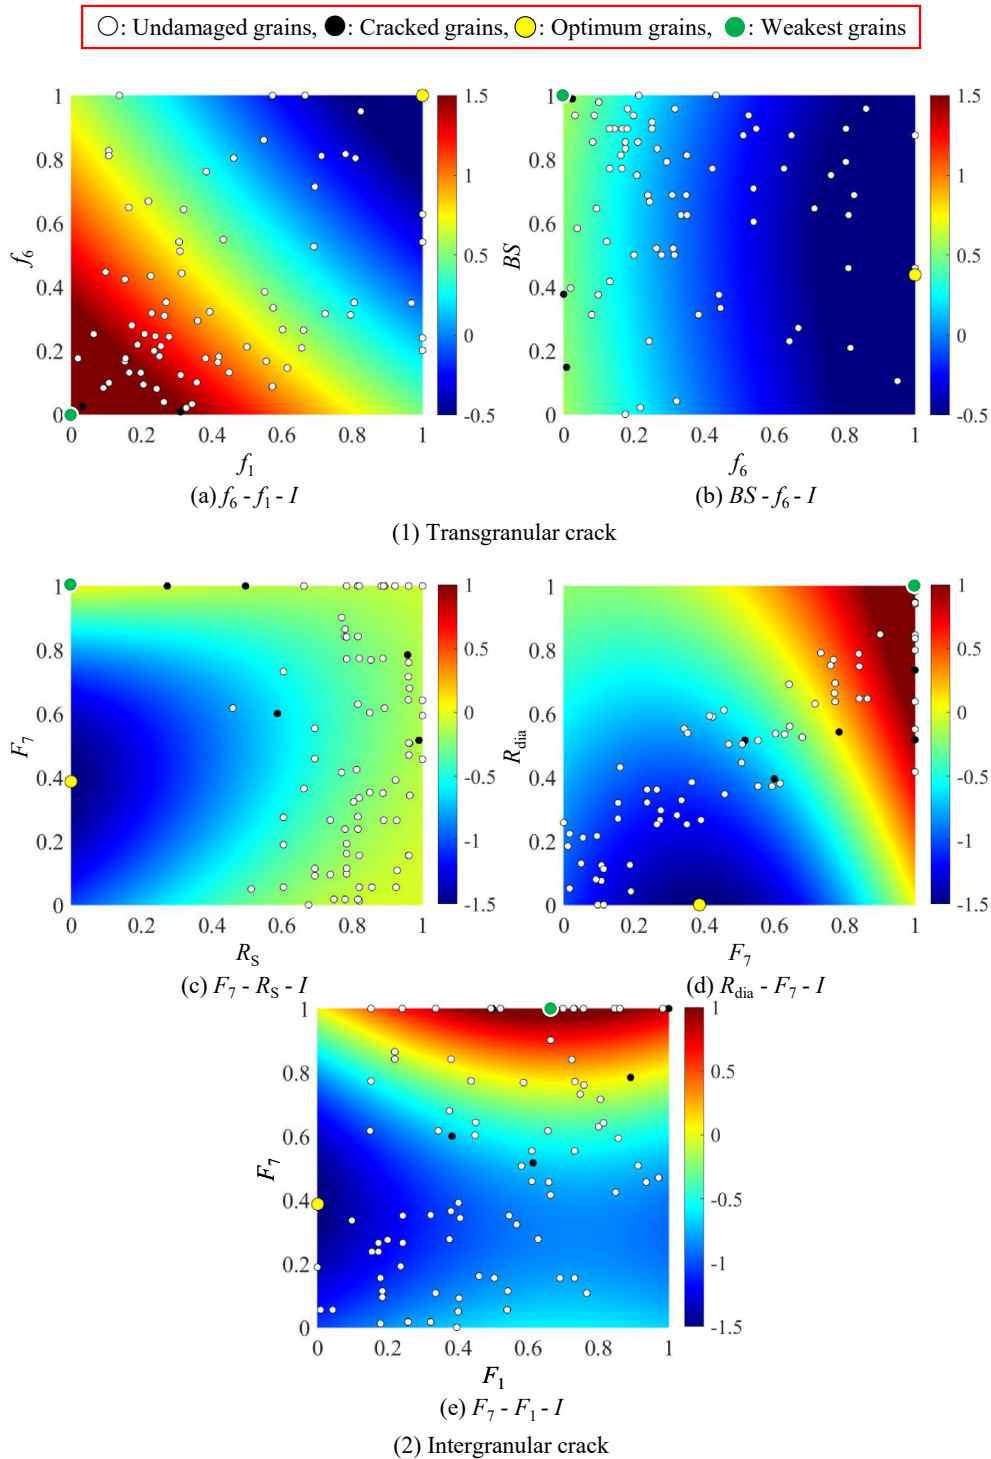 : Undamaged grains, : Cracked grains, : Optimum grains, : Weakest grains
1
0.8
0.6
0.4
0.2
0
f6
0 0.2 0.4 0.6 0.8 1
f1
1.5
1
0.5
0
-0.5
(a) f6 - f1 - I
1
0.8
0.6
0.4
0.2
0
BS
0 0.2 0.4 0.6 0.8 1
f6
1.5
1
0.5
0
-0.5
(b) BS - f6 - I
(1) Transgranular crack
1
0.8
0.6
0.4
0.2
0
F7
0 0.2 0.4 0.6 0.8 1
RS
1
0.5
0
-0.5
-1
-1.5
(c) F7 - RS - I
1
0.8
0.6
0.4
0.2
0
Rdia
0 0.2 0.4 0.6 0.8 1
F7
1
0.5
0
-0.5
-1
-1.5
(d) Rdia - F7 - I
1
0.8
0.6
0.4
0.2
0
F7
0 0.2 0.4 0.6 0.8 1
F1
1
0.5
0
-0.5
-1
-1.5
(e) F7 - F1 - I
(2) Intergranular crack